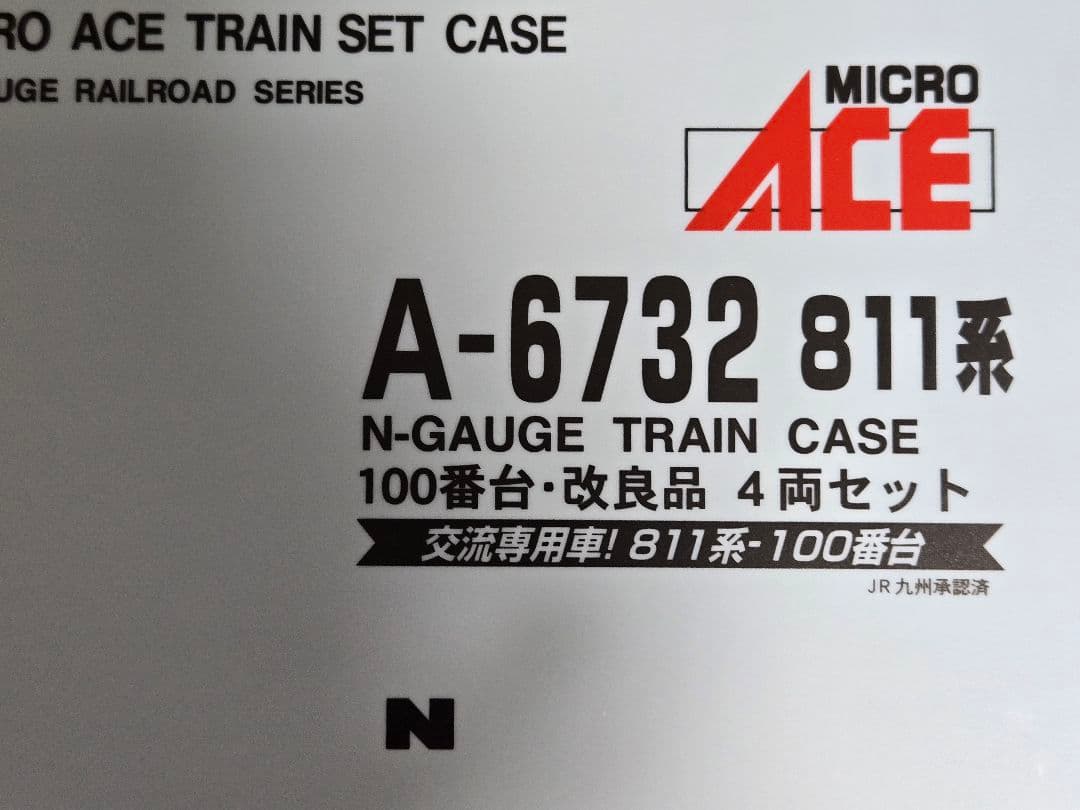 RO ACE TRAIN SET CASE
UGE RAILROAD SERIES
MICRO
ACE
A-6732 811系
N-GAUGE TRAIN CASE
100番台・改良品 4両セット
交流専用車! 811系-100番台
JR九州承認済
N